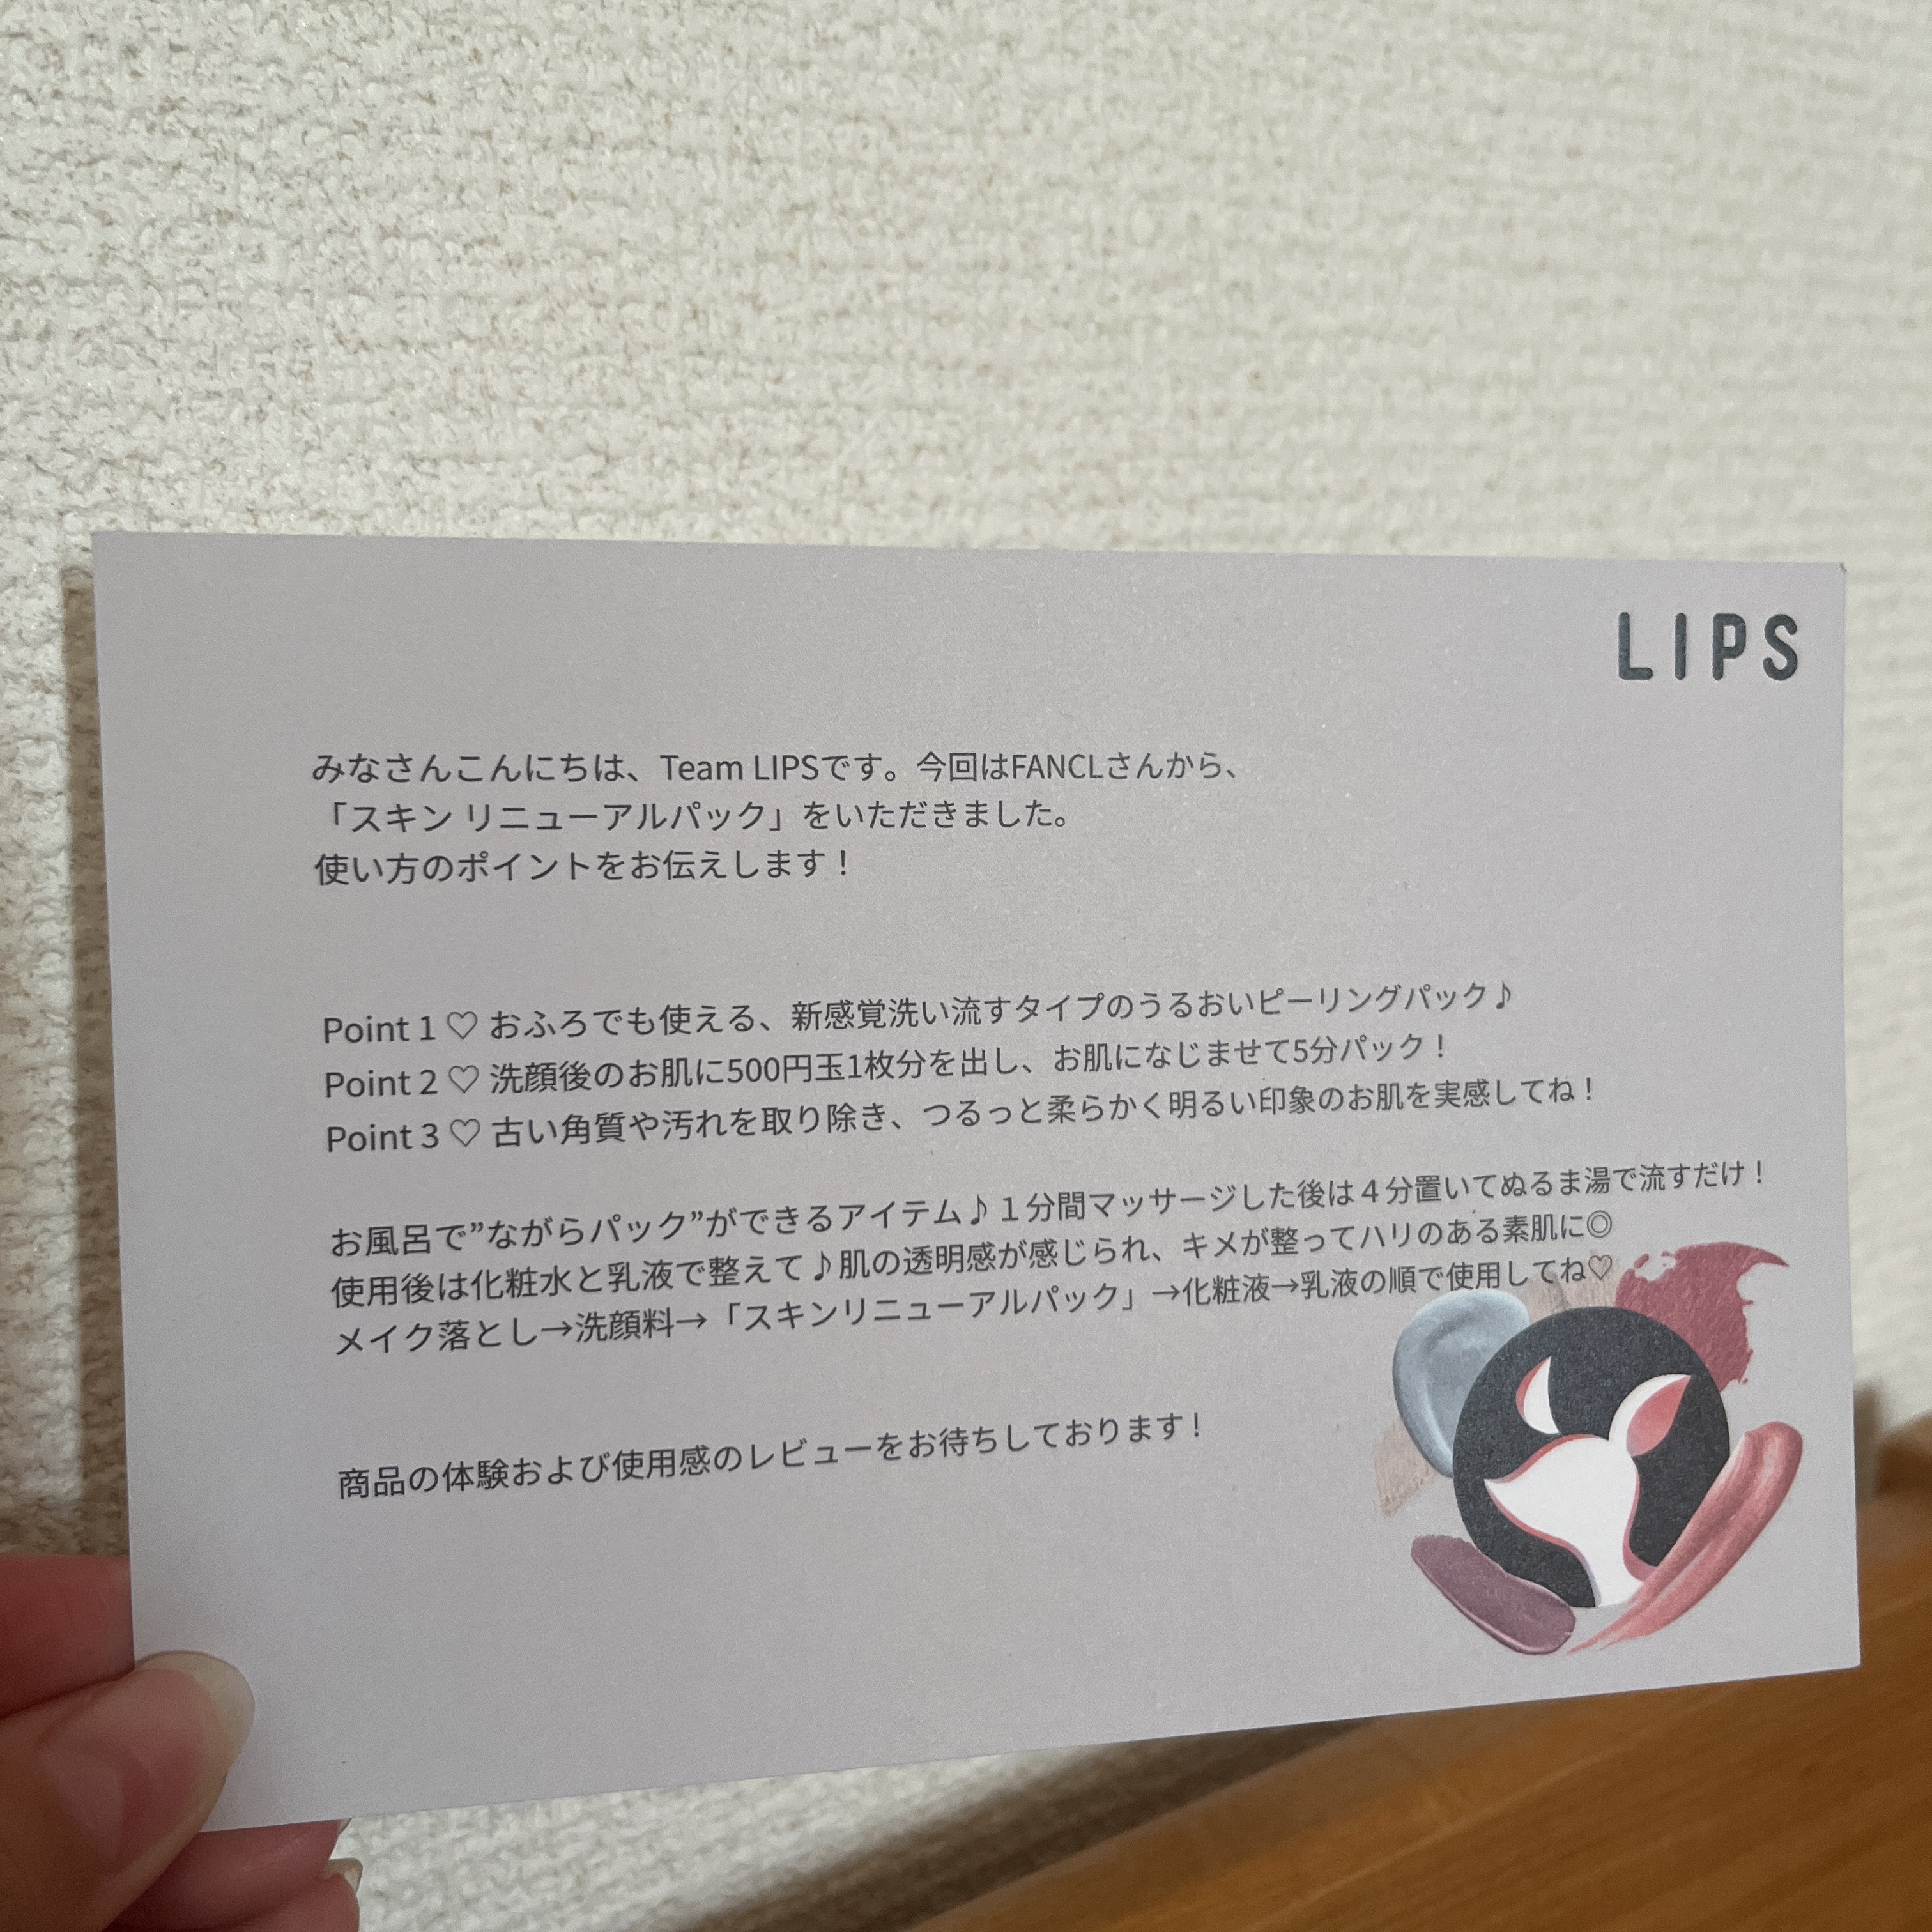 LIPS
みなさんこんにちは、Team LIPSです。今回はFANCLさんから、
「スキン リニューアルパック」をいただきました。
使い方のポイントをお伝えします！
Point 1 ♡ おふろでも使える、新感覚洗い流すタイプのうるおいピーリングパック♪
Point 2 ♡ 洗顔後のお肌に500円玉1枚分を出し、お肌になじませて5分パック！
Point 3 ♡ 古い角質や汚れを取り除き、つるっと柔らかく明るい印象のお肌を実感してね！
お風呂で”ながらパック”ができるアイテム♪１分間マッサージした後は４分置いてぬるま湯で流すだけ！
使用後は化粧水と乳液で整えて♪肌の透明感が感じられ、キメが整ってハリのある素肌に◎
メイク落とし→洗顔料→「スキンリニューアルパック」→化粧液→乳液の順で使用してね♡
商品の体験および使用感のレビューをお待ちしております！